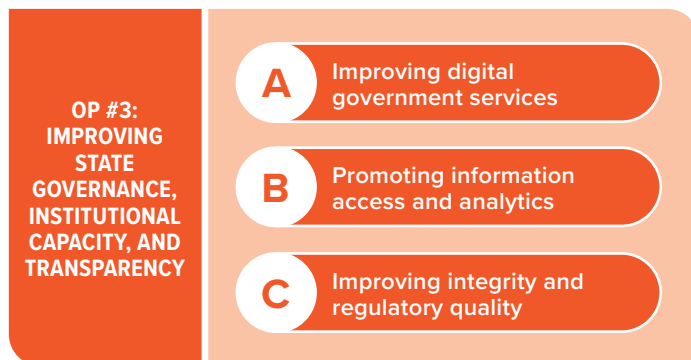 OP #3:
IMPROVING
STATE
GOVERNANCE,
INSTITUTIONAL
CAPACITY, AND
TRANSPARENCY
A
Improving digital
government services
B
Promoting information
access and analytics
C
Improving integrity and
regulatory quality